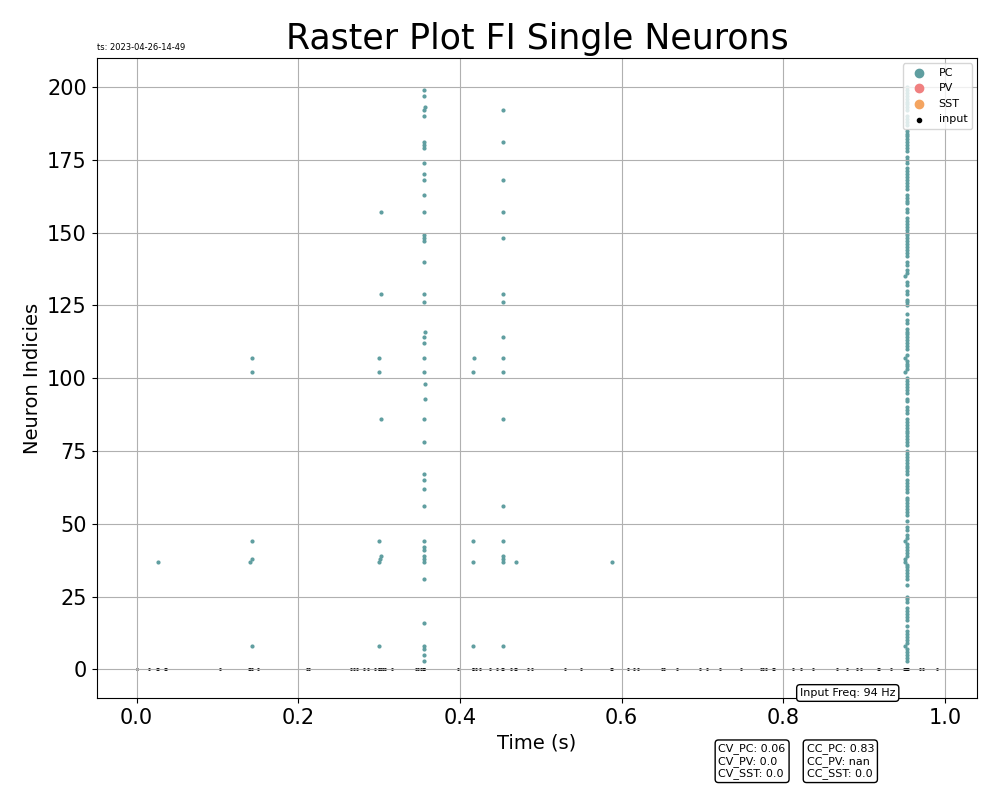 Raster Plot FI Single Neurons
ts: 2023-04-26-14-49
PC
PV
SST
input
200
175
150
125
100
75
50
25
0
Neuron Indicies
0.0 0.2 0.4 0.6 0.8 1.0
Time (s)
Input Freq: 94 Hz
CV_PC: 0.06
CV_PV: 0.0
CV_SST: 0.0
CC_PC: 0.83
CC_PV: nan
CC_SST: 0.0